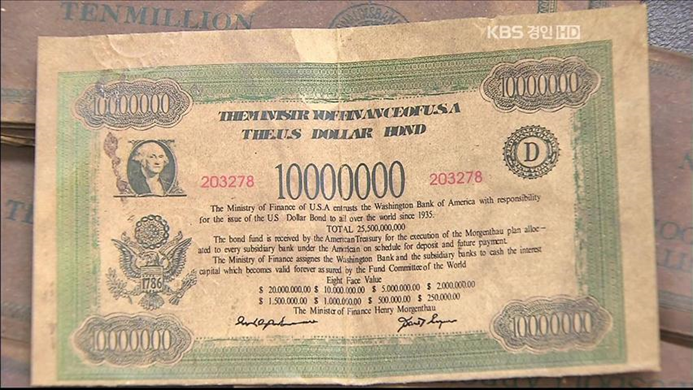 TENMILLION
KBS 경인 HD
10000000
10000000
THEMINISTRYOFFINANCEOFU.S.A
THE.U.S DOLLAR BOND
D
203278
10000000
203278
The Ministry of Finance of U.S.A entrusts the Washington Bank of America with responsibility
for the issue of the US Dollar Bond to all over the world since 1935.
TOTAL 25,500,000,000
The bond fund is received by the American Treasury for the execution of the Morgenthau plan alloc-
ated to every subsidiary bank under the American on schedule for deposit and future payment.
The Ministry of Finance assigns the Washington Bank and the subsidiary banks to cash the interest
capital which becomes valid forever as sured by the Fund Committee of the World
Eight Face Value
$ 20.000.000.00 $ 10.000.000.00 $ 5.000.000.00 $ 2.000.000.00
$ 1.500.000.00 $ 1.000.000.00 $ 500.000.00 $ 250.000.00
The Minister of Finance Henry Morgenthau
1786
10000000
10000000